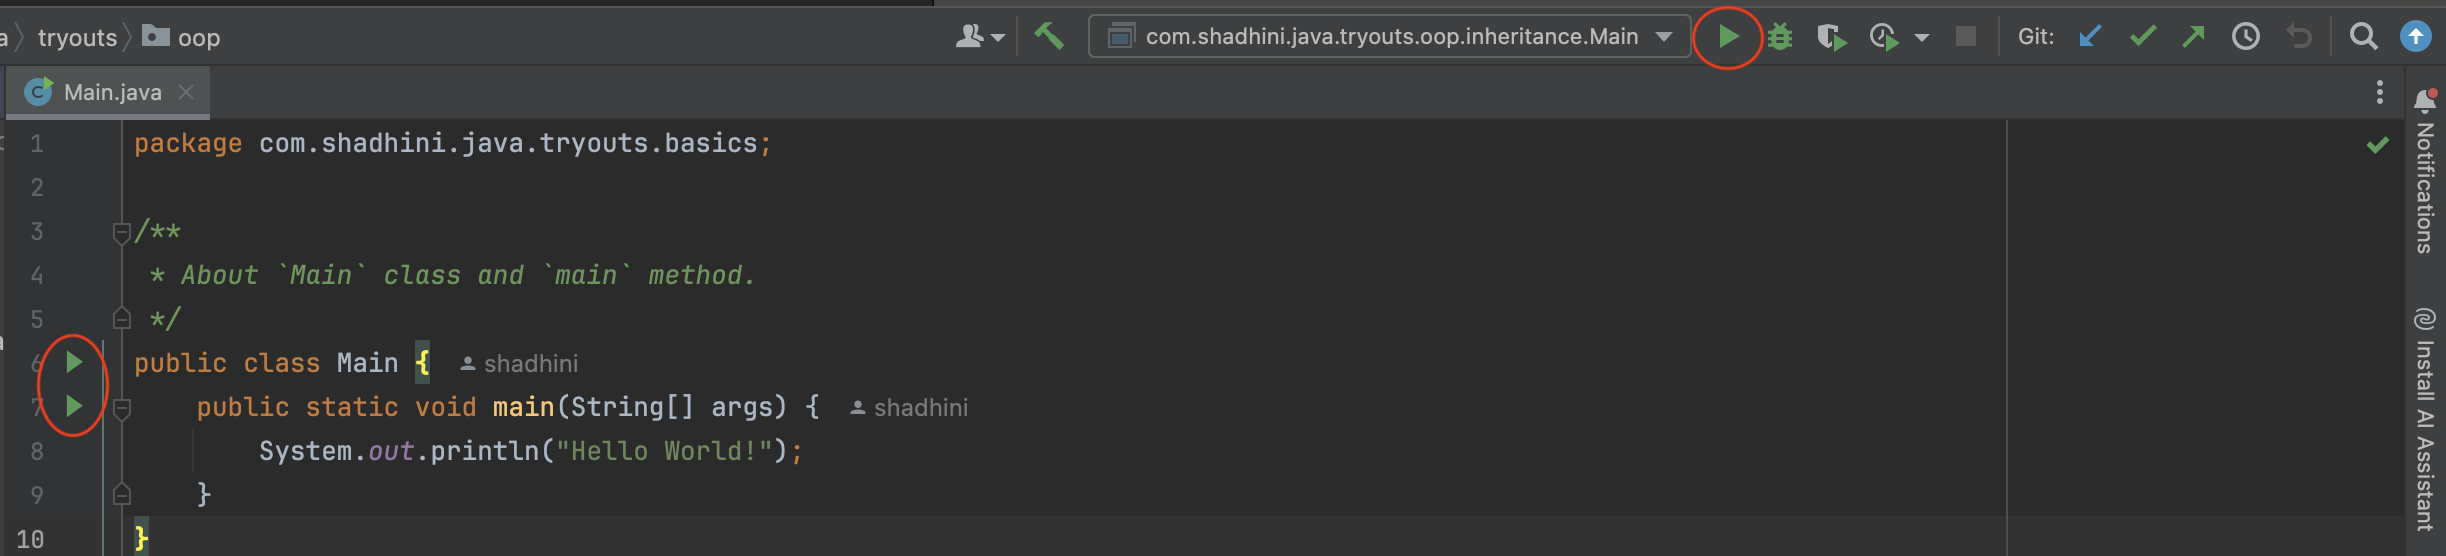 a tryouts oop com.shadhini.java.tryouts.oop.inheritance.Main Git:
Main.java
1 package com.shadhini.java.tryouts.basics;
2
3 /**
4 * About `Main` class and `main` method.
5 */
6 public class Main { shadhini
7 public static void main(String[] args) { shadhini
8 System.out.println("Hello World!");
9 }
10 }
Notifications
Install AI Assistant